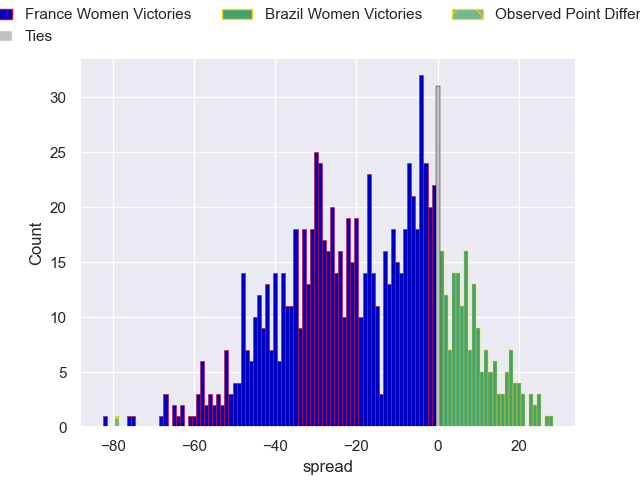 France Women Victories
Brazil Women Victories
Observed Point Differ
Ties
30
25
20
15
10
5
0
Count
−80
−60
−40
−20
0
20
spread